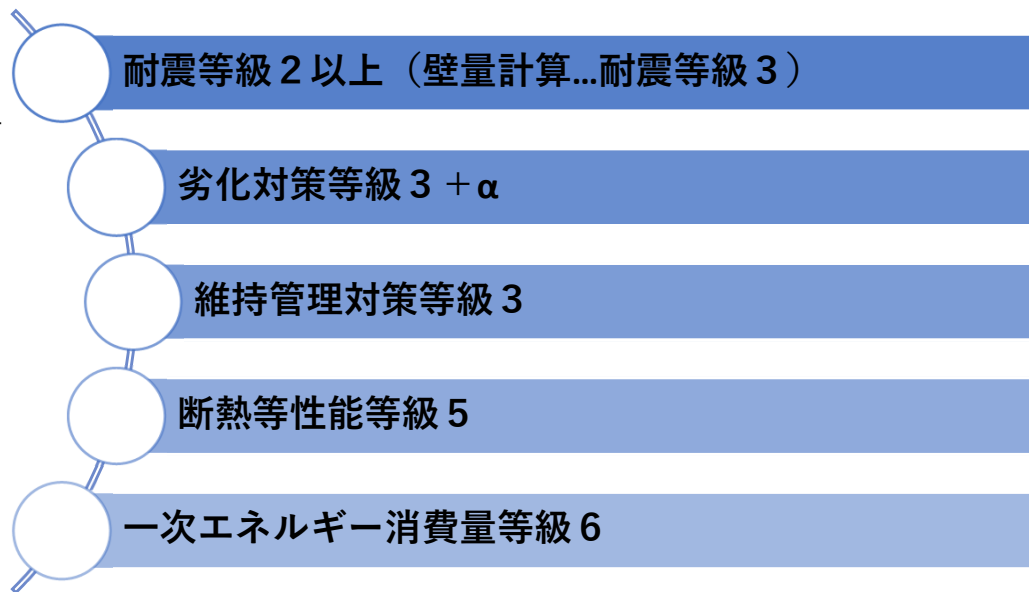 耐震等級２以上（壁量計算…耐震等級３）
劣化対策等級３＋α
維持管理対策等級３
断熱等性能等級５
一次エネルギー消費量等級６